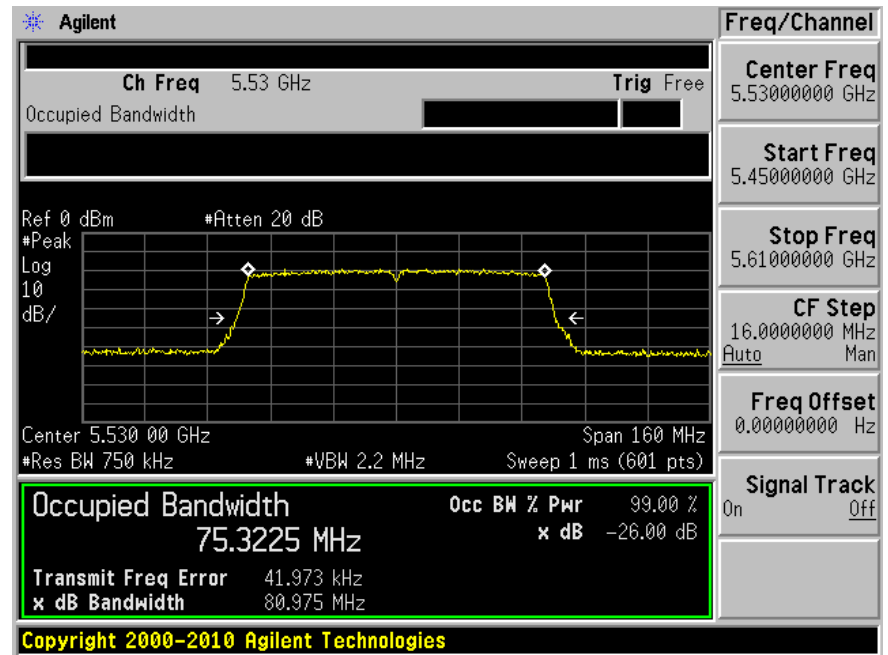 Agilent
Freq/Channel
Ch Freq 5.53 GHz Trig Free
Occupied Bandwidth
Center Freq
5.53000000 GHz
Start Freq
5.45000000 GHz
Stop Freq
5.61000000 GHz
CF Step
16.0000000 MHz
Auto Man
Freq Offset
0.00000000 Hz
Signal Track
On Off
Ref 0 dBm #Atten 20 dB
#Peak
Log
10
dB/
Center 5.530 00 GHz Span 160 MHz
#Res BW 750 kHz #VBW 2.2 MHz Sweep 1 ms (601 pts)
Occupied Bandwidth Occ BW % Pwr 99.00 %
75.3225 MHz x dB -26.00 dB
Transmit Freq Error 41.973 kHz
x dB Bandwidth 80.975 MHz
Copyright 2000-2010 Agilent Technologies